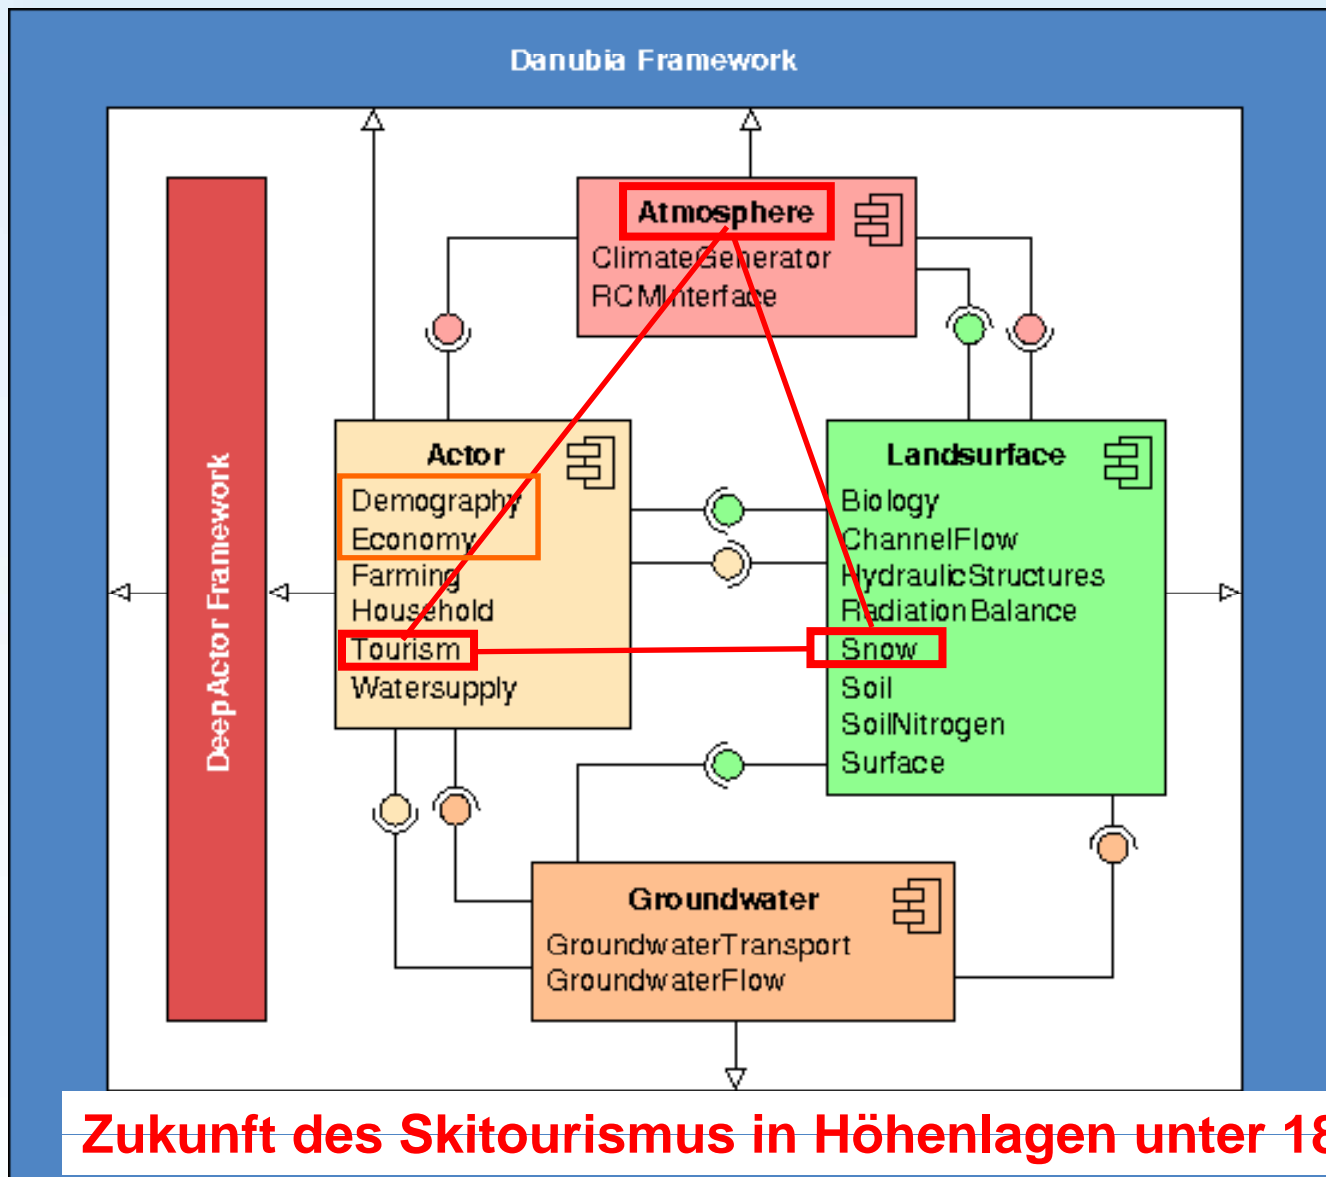 Danubia Framework
DeepActor Framework
Atmosphere
ClimateGenerator
RCMInterface
Actor
Demography
Economy
Farming
Household
Tourism
Watersupply
Landsurface
Biology
ChannelFlow
HydraulicStructures
RadiationBalance
Snow
Soil
SoilNitrogen
Surface
Groundwater
GroundwaterTransport
GroundwaterFlow
Zukunft des Skitourismus in Höhenlagen unter 18